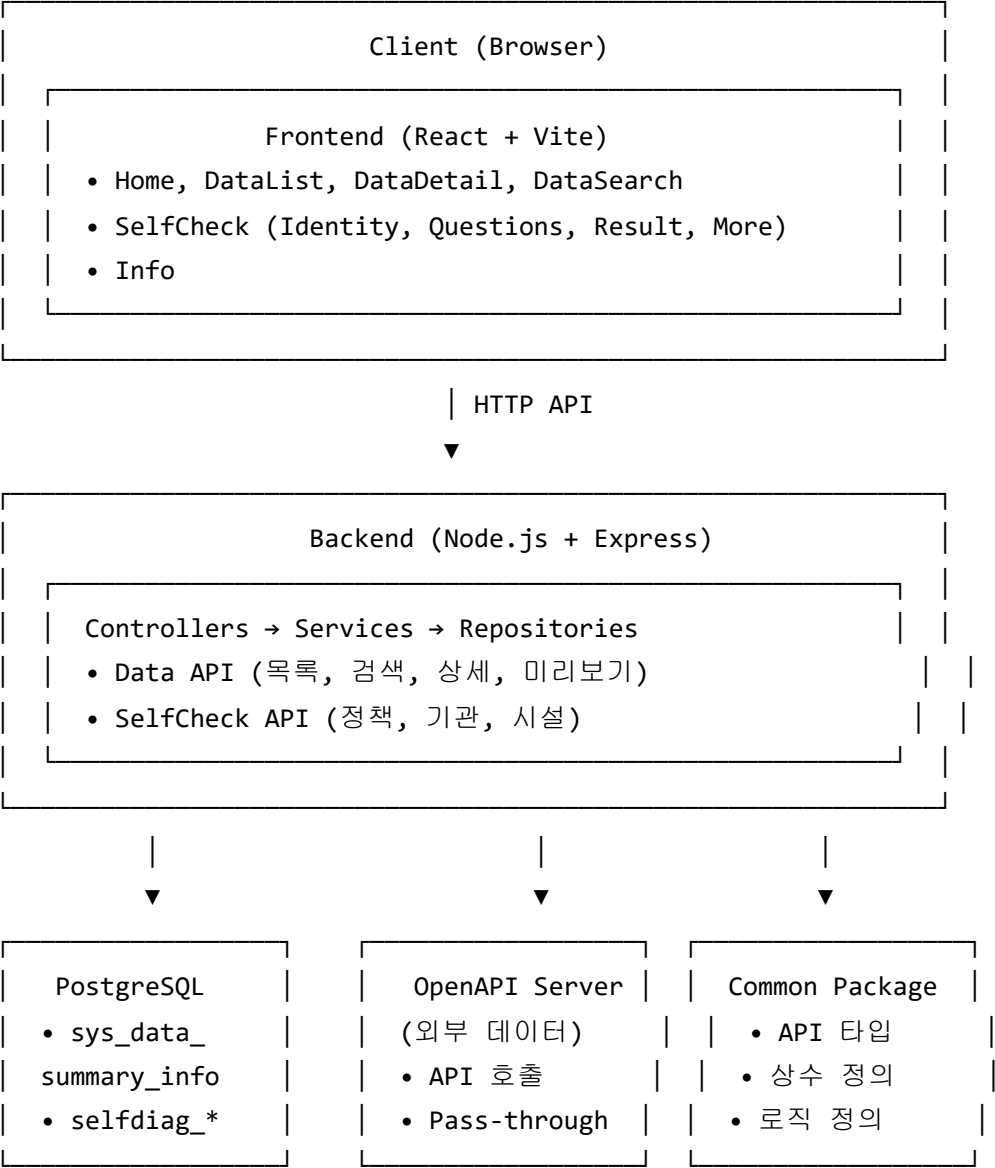 Client (Browser)
Frontend (React + Vite)
• Home, DataList, DataDetail, DataSearch
• SelfCheck (Identity, Questions, Result, More)
• Info
HTTP API
▼
Backend (Node.js + Express)
Controllers → Services → Repositories
• Data API (목록, 검색, 상세, 미리보기)
• SelfCheck API (정책, 기관, 시설)
▼ ▼ ▼
PostgreSQL
• sys_data_
summary_info
• selfdiag_*
OpenAPI Server
(외부 데이터)
• API 호출
• Pass-through
Common Package
• API 타입
• 상수 정의
• 로직 정의